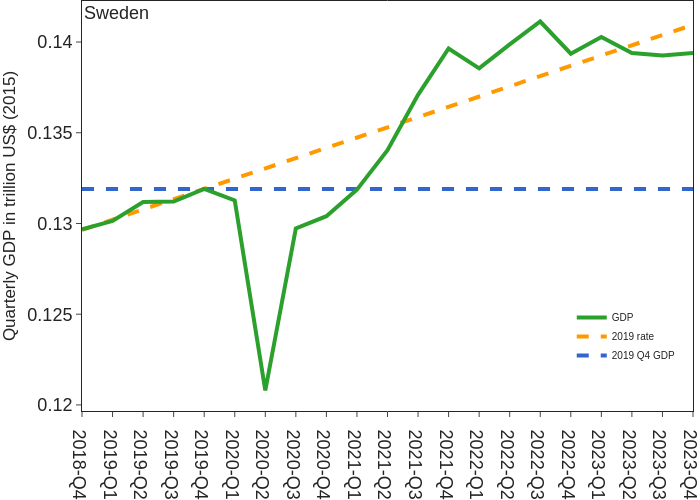 Sweden
Quarterly GDP in trillion US$ (2015)
0.14
0.135
0.13
0.125
0.12
GDP
2019 rate
2019 Q4 GDP
2018-Q4
2019-Q1
2019-Q2
2019-Q3
2019-Q4
2020-Q1
2020-Q2
2020-Q3
2020-Q4
2021-Q1
2021-Q2
2021-Q3
2021-Q4
2022-Q1
2022-Q2
2022-Q3
2022-Q4
2023-Q1
2023-Q2
2023-Q3